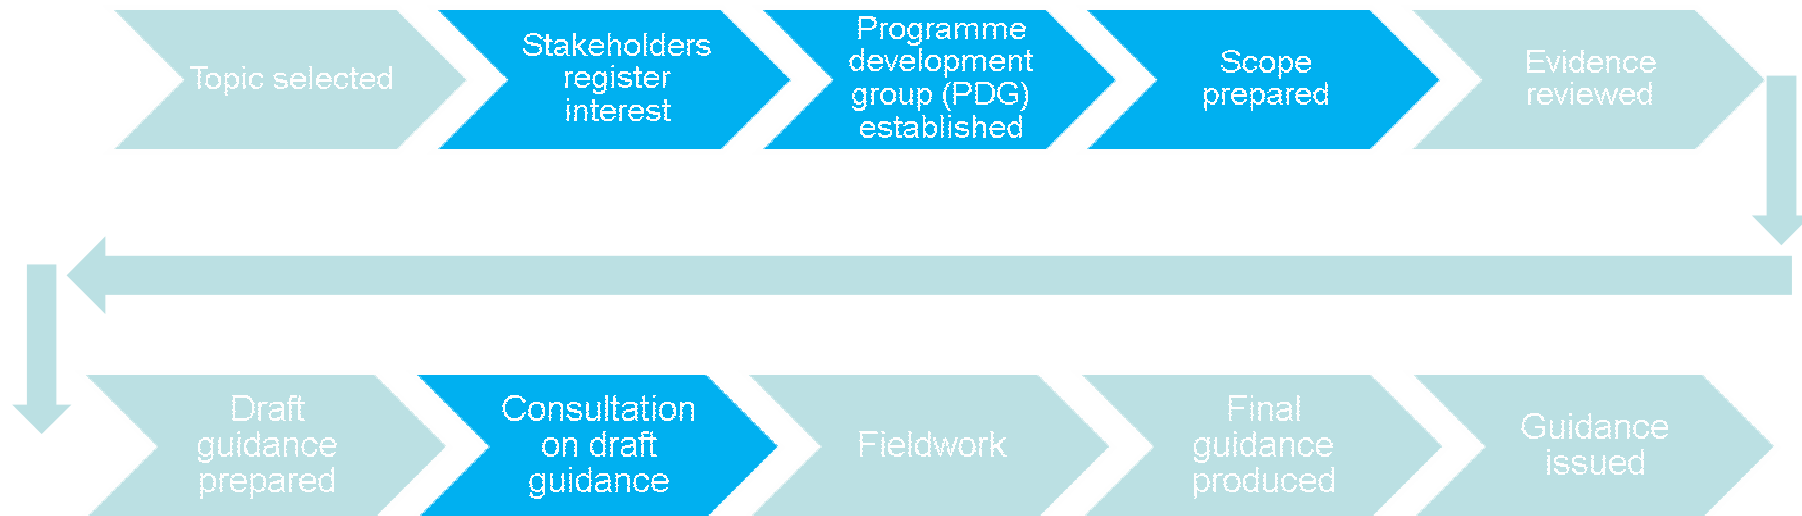 Topic selected
Stakeholders
register
interest
Programme
development
group (PDG)
established
Scope
prepared
Evidence
reviewed
Draft
guidance
prepared
Consultation
on draft
guidance
Fieldwork
Final
guidance
produced
Guidance
issued